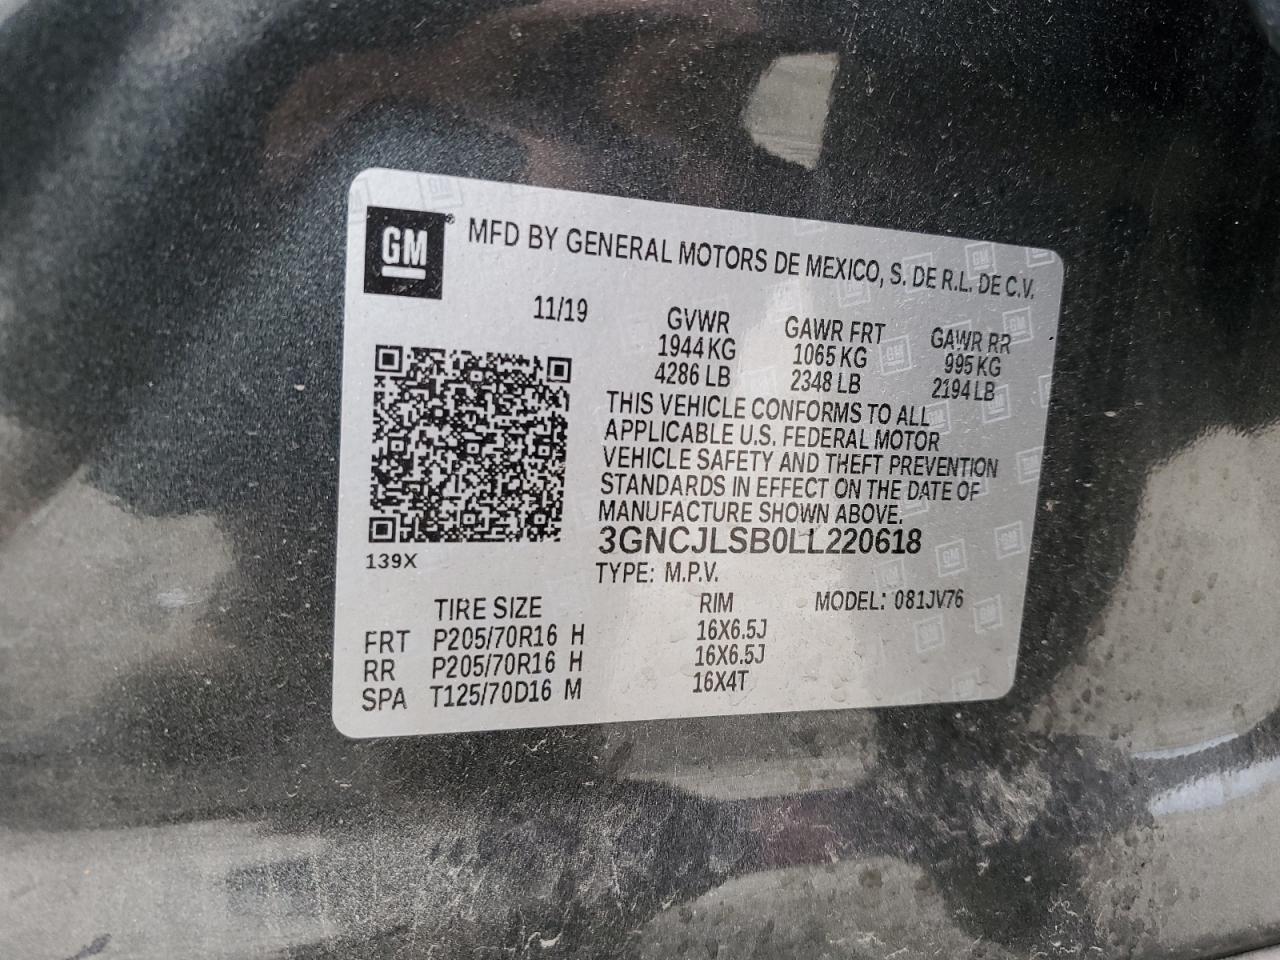 GM MFD BY GENERAL MOTORS DE MEXICO, S. DE R.L. DE C.V.
11/19 GVWR GAWR FRT GAWR RR
1944 KG 1065 KG 995 KG
4286 LB 2348 LB 2194 LB
THIS VEHICLE CONFORMS TO ALL
APPLICABLE U.S. FEDERAL MOTOR
VEHICLE SAFETY AND THEFT PREVENTION
STANDARDS IN EFFECT ON THE DATE OF
MANUFACTURE SHOWN ABOVE.
3GNCJLSB0LL220618
139X
TYPE: M.P.V.
TIRE SIZE RIM MODEL: 081JV76
FRT P205/70R16 H 16X6.5J
RR P205/70R16 H 16X6.5J
SPA T125/70D16 M 16X4T